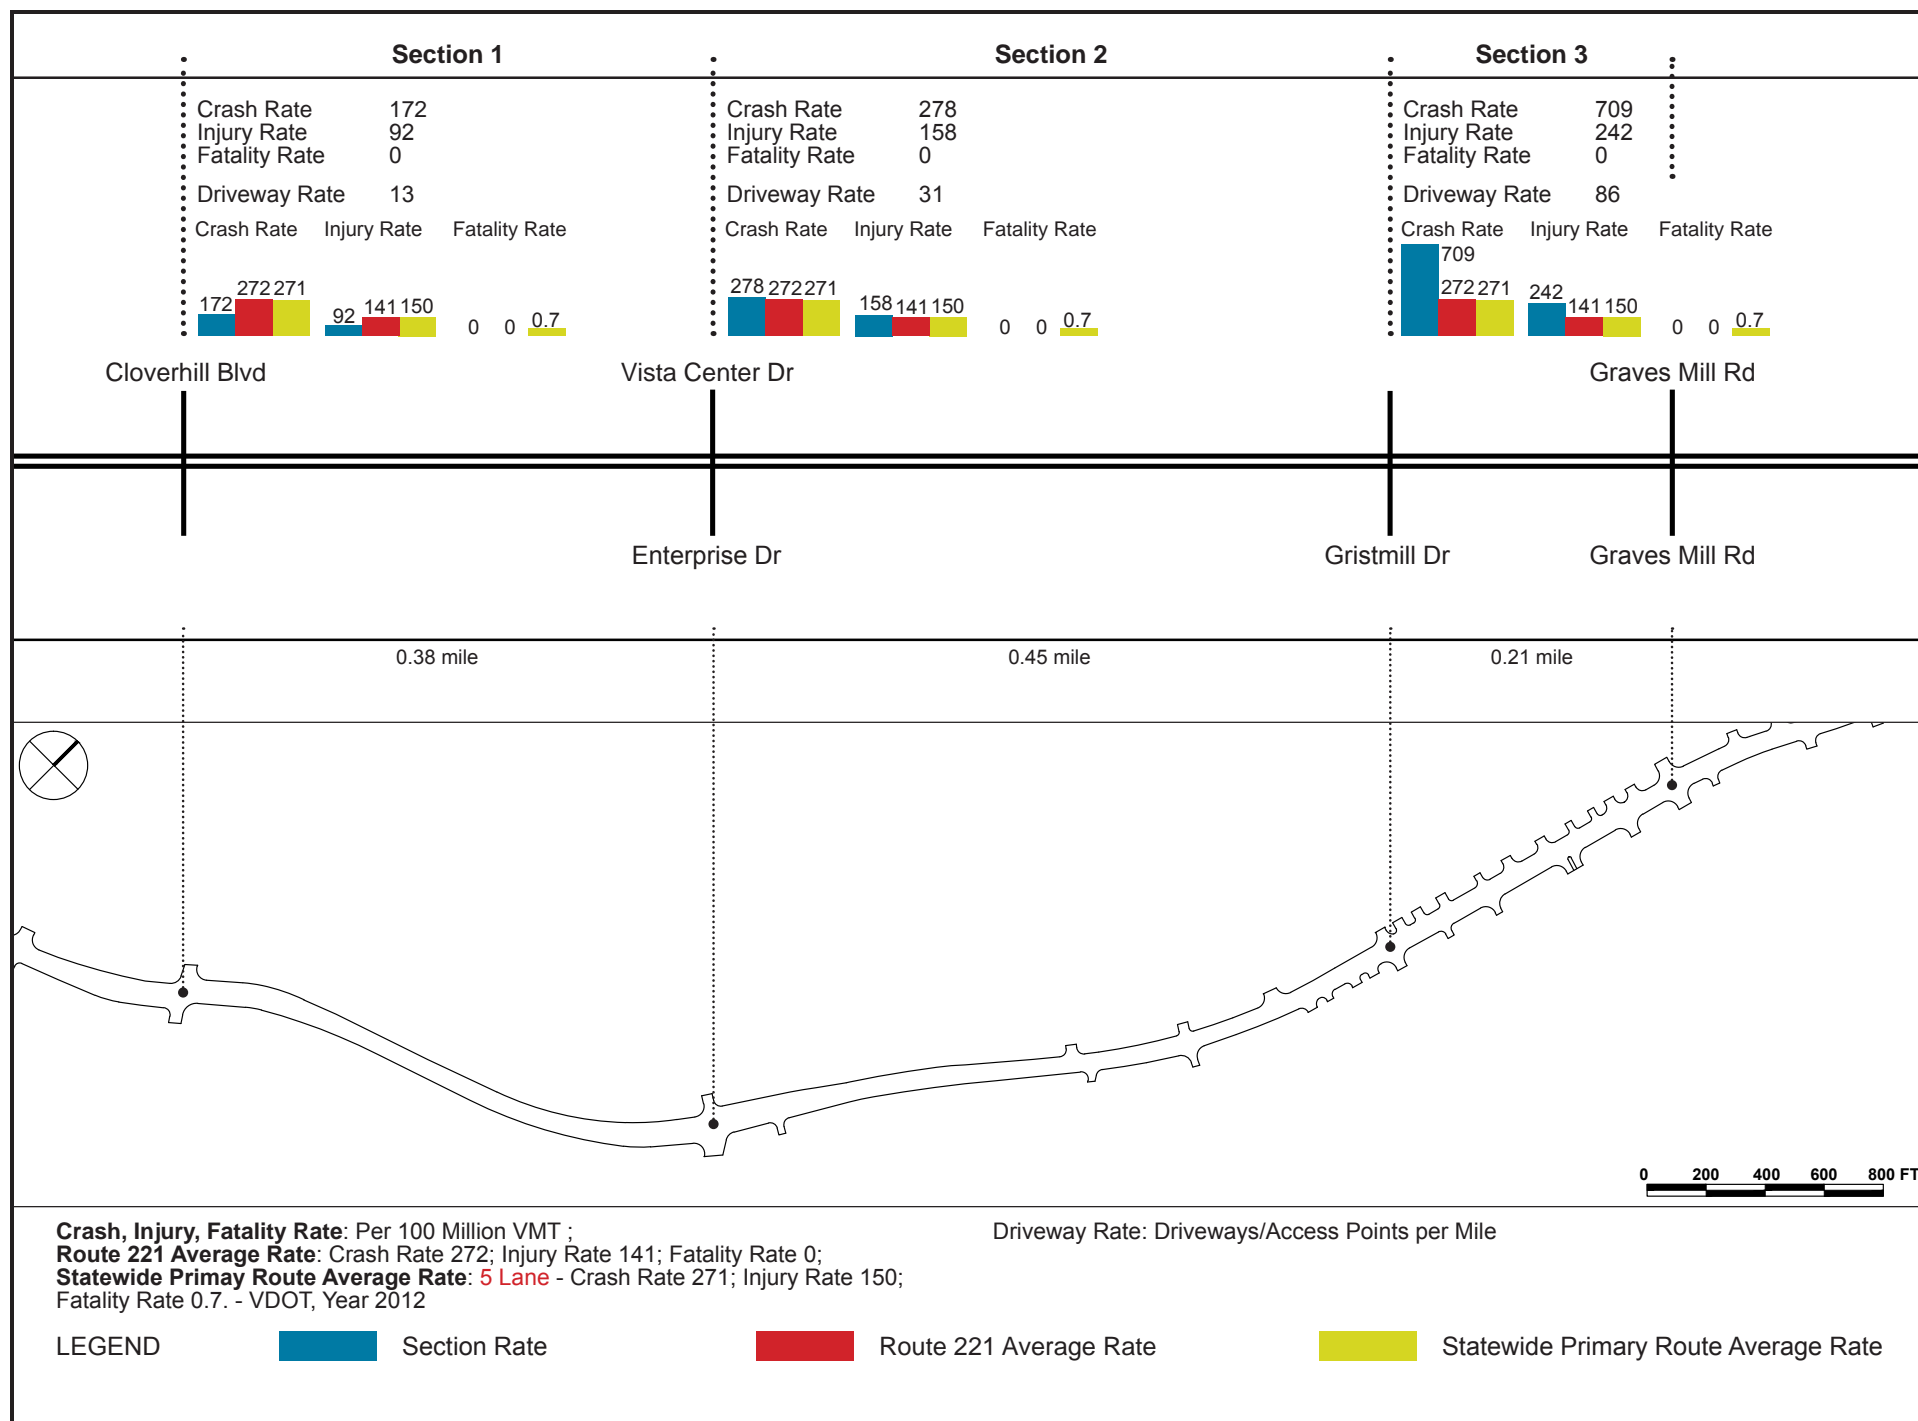 Section 1
Section 2
Section 3
Crash Rate 172
Injury Rate 92
Fatality Rate 0
Driveway Rate 13
Crash Rate Injury Rate Fatality Rate
172 272 271 92 141 150 0 0 0.7
Crash Rate 278
Injury Rate 158
Fatality Rate 0
Driveway Rate 31
Crash Rate Injury Rate Fatality Rate
278 272 271 158 141 150 0 0 0.7
Crash Rate 709
Injury Rate 242
Fatality Rate 0
Driveway Rate 86
Crash Rate Injury Rate Fatality Rate
709 272 271 242 141 150 0 0 0.7
Cloverhill Blvd
Vista Center Dr
Graves Mill Rd
Enterprise Dr
Gristmill Dr
Graves Mill Rd
0.38 mile
0.45 mile
0.21 mile
0 200 400 600 800 FT
Crash, Injury, Fatality Rate: Per 100 Million VMT ;
Driveway Rate: Driveways/Access Points per Mile
Route 221 Average Rate: Crash Rate 272; Injury Rate 141; Fatality Rate 0;
Statewide Primay Route Average Rate: 5 Lane - Crash Rate 271; Injury Rate 150;
Fatality Rate 0.7. - VDOT, Year 2012
LEGEND
Section Rate
Route 221 Average Rate
Statewide Primary Route Average Rate